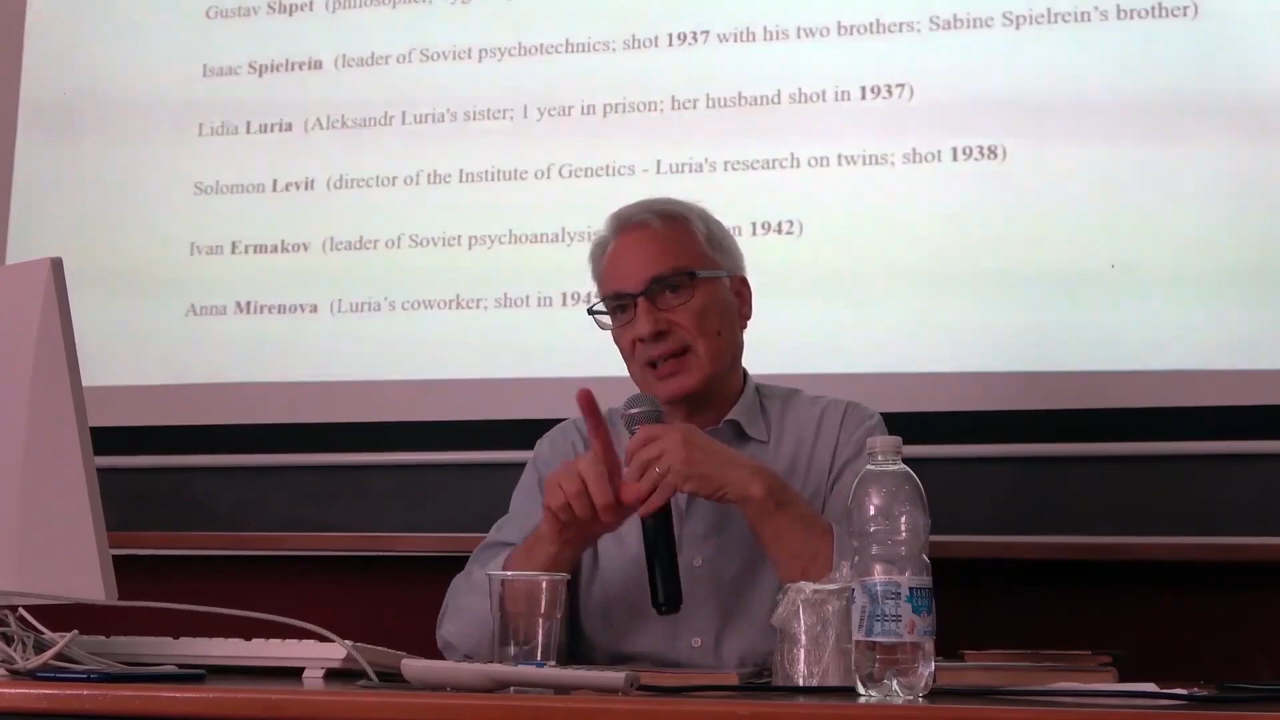 Gustav Shpet (philosopher,
Isaac Spielrein (leader of Soviet psychotechnics; shot 1937 with his two brothers; Sabine Spielrein's brother)
Lidia Luria (Aleksandr Luria's sister; 1 year in prison; her husband shot in 1937)
Solomon Levit (director of the Institute of Genetics - Luria's research on twins; shot 1938)
Ivan Ermakov (leader of Soviet psychoanalysis 1942)
Anna Mirenova (Luria's coworker; shot in
SANTA
CROCE